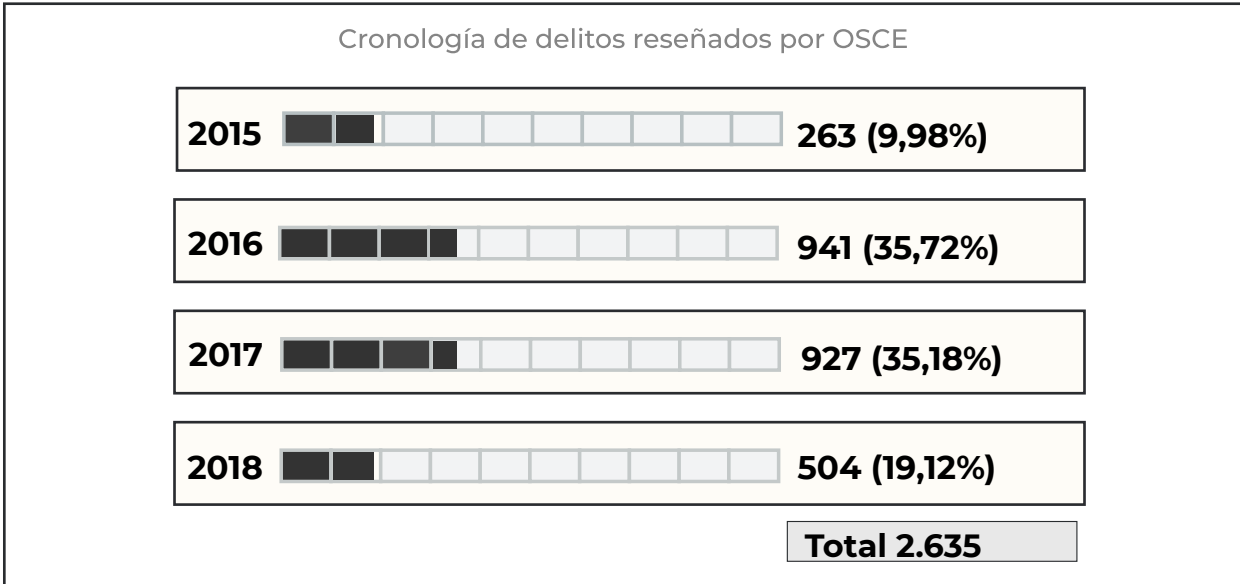 Cronología de delitos reseñados por OSCE
2015 263 (9,98%)
2016 941 (35,72%)
2017 927 (35,18%)
2018 504 (19,12%)
Total 2.635